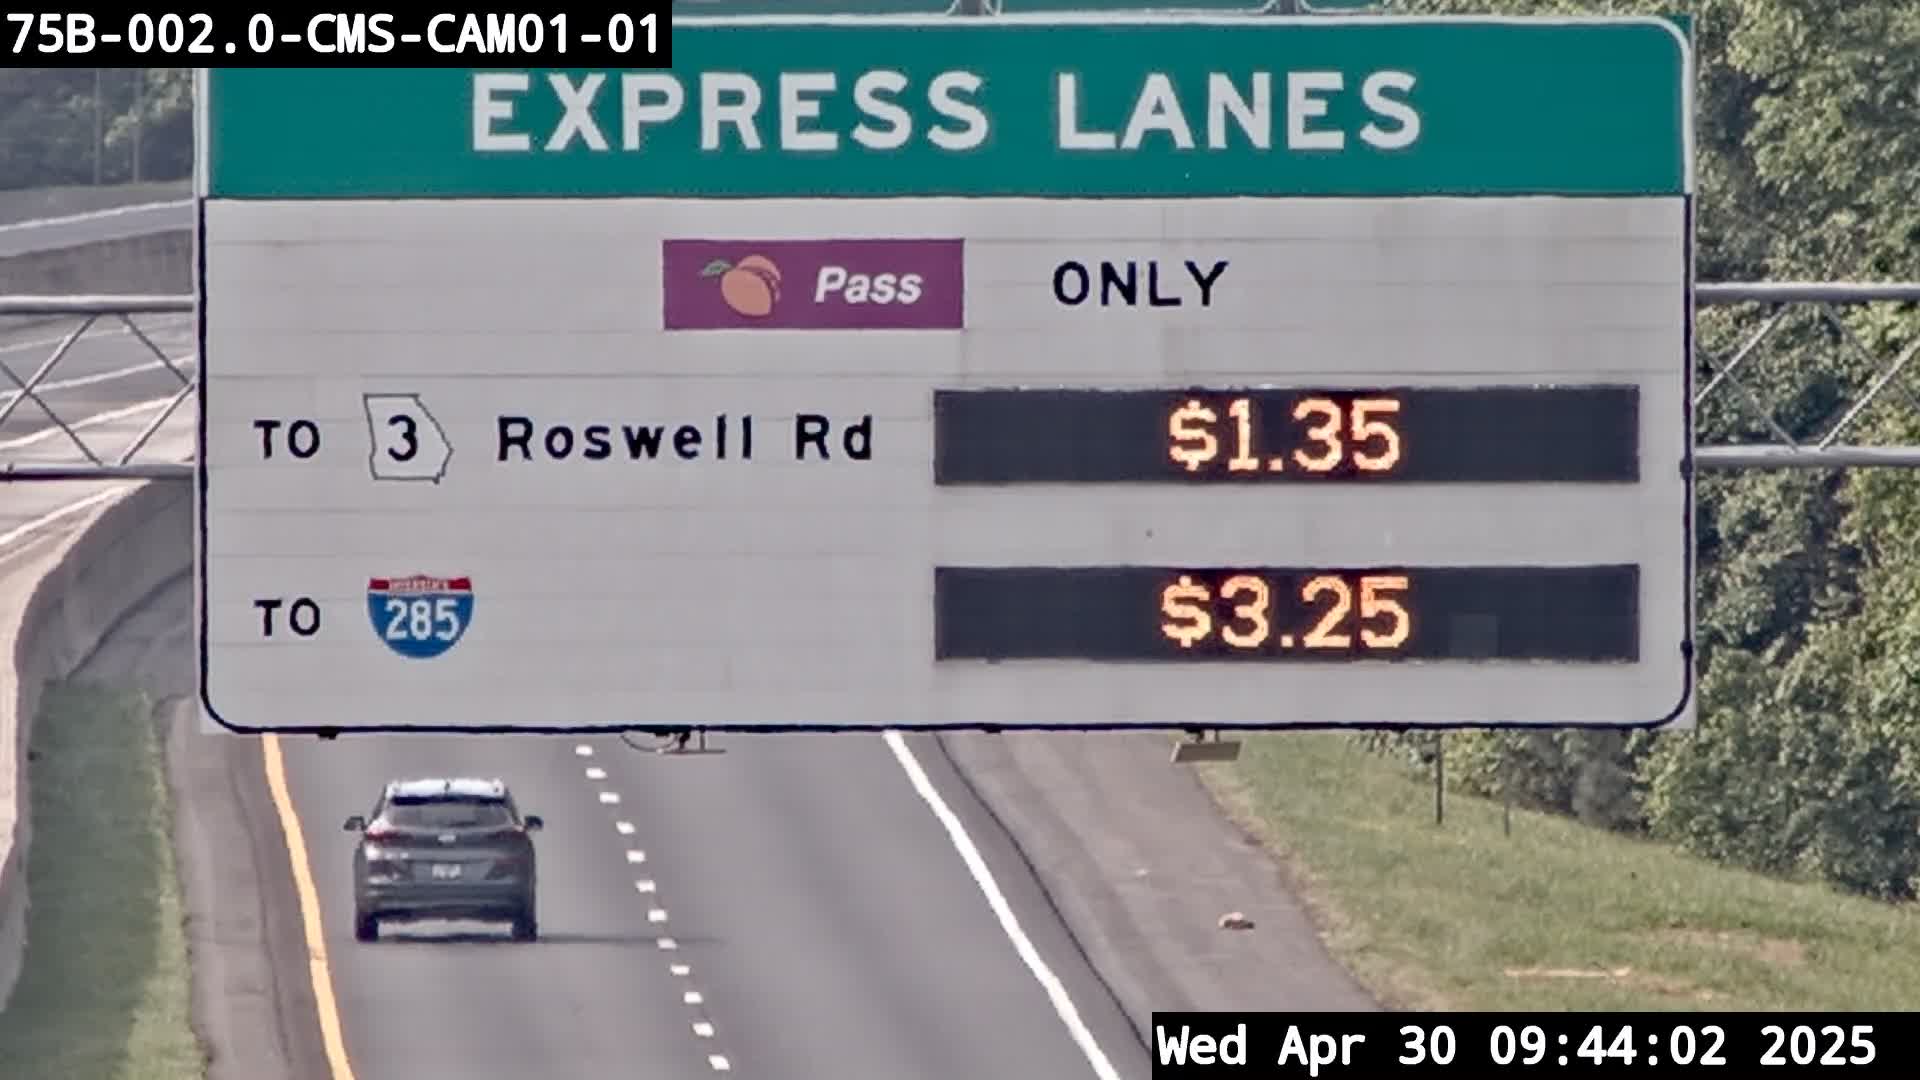 75B-002.0-CMS-CAM01-01
EXPRESS LANES
Pass ONLY
TO 3 Roswell Rd $1.35
TO 285 $3.25
Wed Apr 30 09:44:02 2025